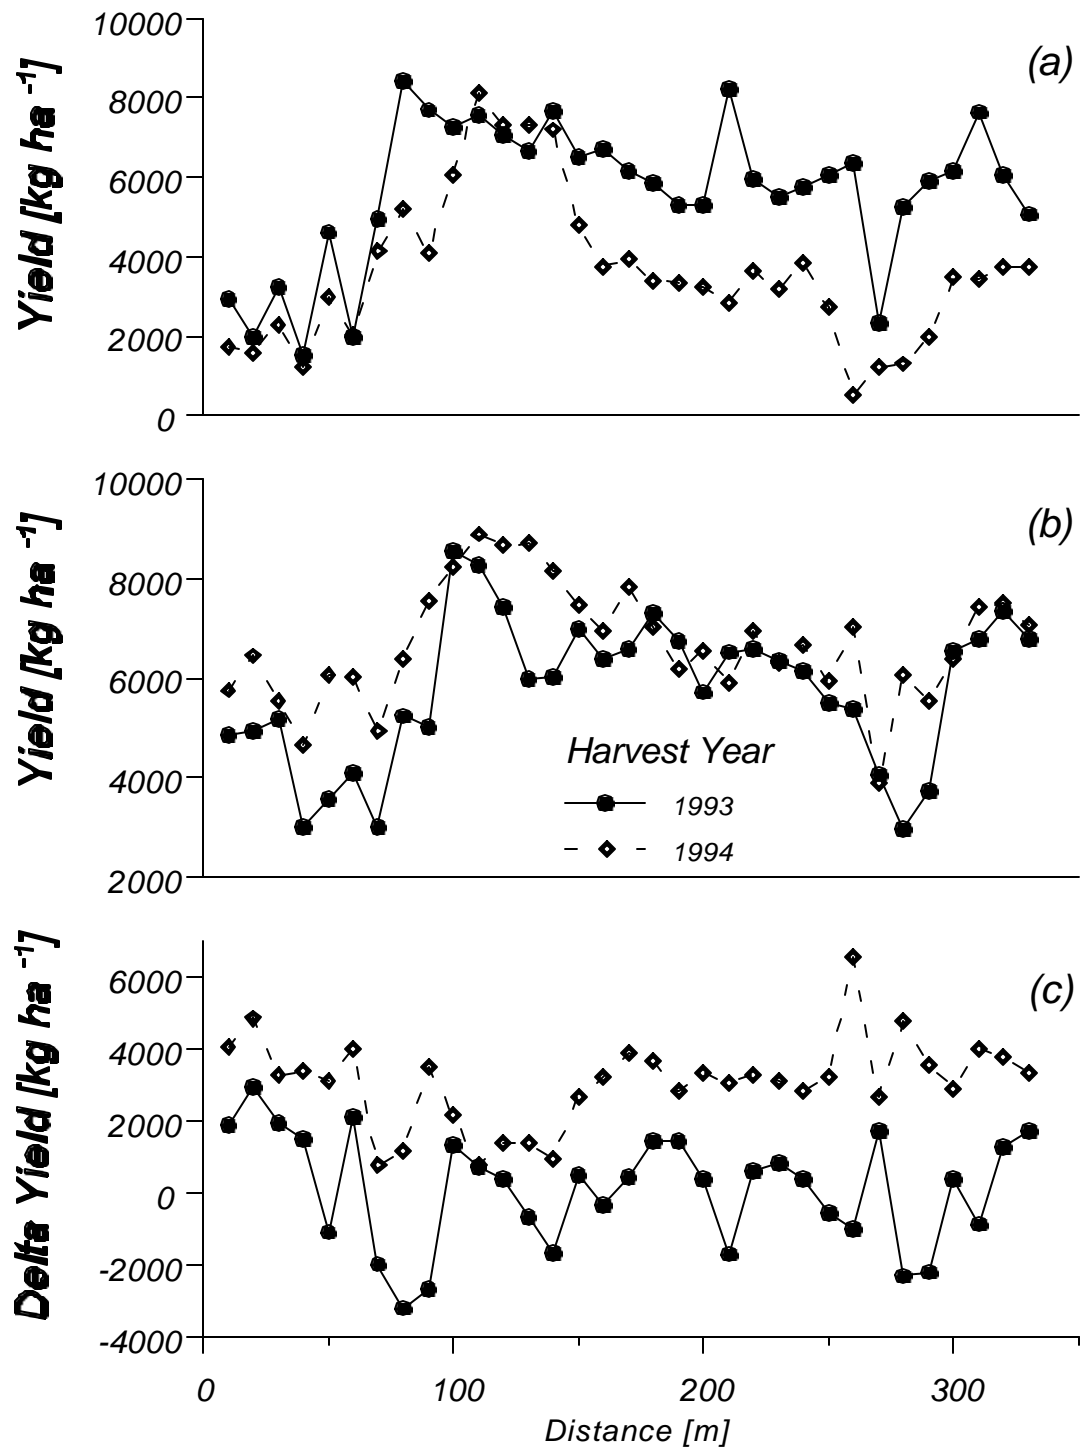 10000
(a)
8000
6000
4000
2000
0
Yield [kg ha ⁻¹]
10000
(b)
8000
6000
4000
2000
Yield [kg ha ⁻¹]
Harvest Year
1993
1994
(c)
6000
4000
2000
0
-2000
-4000
Delta Yield [kg ha ⁻¹]
0 100 200 300
Distance [m]